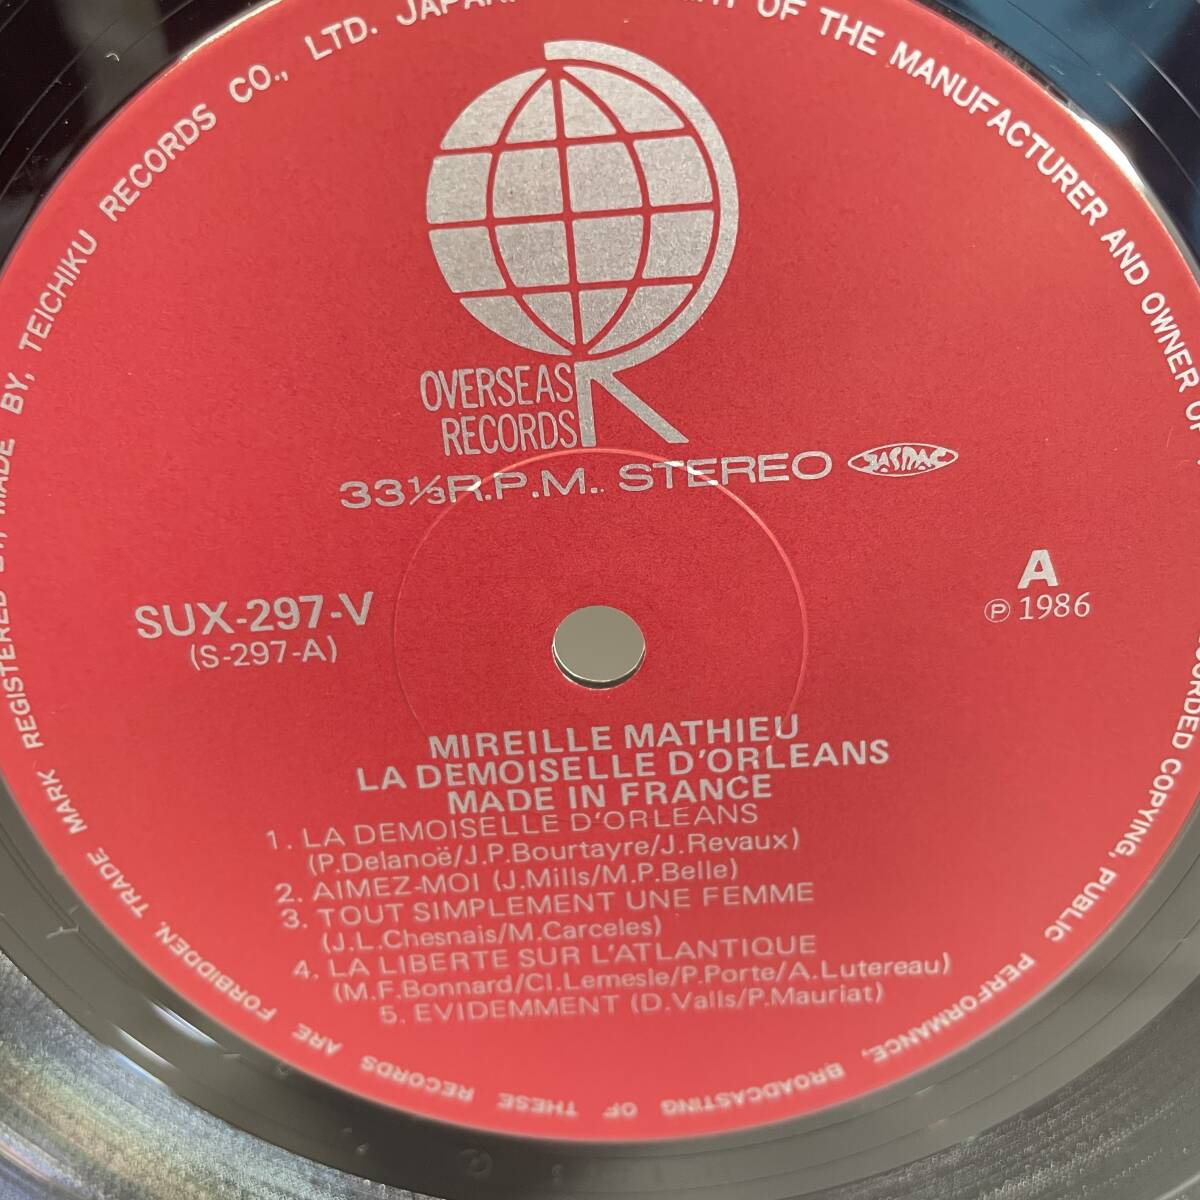 REGISTERED BY, MADE BY, TEICHIKU RECORDS CO., LTD. JAPAN.
OF THE MANUFACTURER AND OWNER OF
COPYING, PUBLIC PERFORMANCE, BROADCASTING OF THESE RECORDS ARE FORBIDDEN. TRADE MARK
OVERSEAS
RECORDS
33⅓R.P.M.. STEREO JASRAC
A
SUX-297-V
℗ 1986
(S-297-A)
MIREILLE MATHIEU
LA DEMOISELLE D'ORLEANS
MADE IN FRANCE
1. LA DEMOISELLE D'ORLEANS
(P.Delanoë/J.P.Bourtayre/J.Revaux)
2. AIMEZ-MOI (J.Mills/M.P.Belle)
3. TOUT SIMPLEMENT UNE FEMME
(J.L.Chesnais/M.Carceles)
4. LA LIBERTE SUR L'ATLANTIQUE
(M.F.Bonnard/Cl.Lemesle/P.Porte/A.Lutereau)
5. EVIDEMMENT (D.Valls/P.Mauriat)